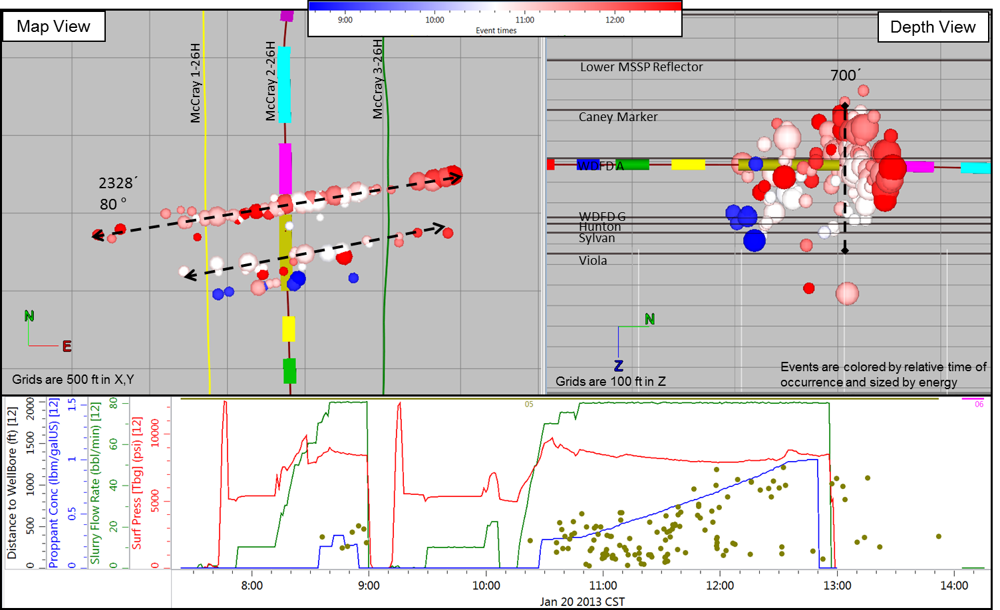 Map View
9:00 10:00 11:00 12:00
Event times
Depth View
McCray 1-26H
McCray 2-26H
McCray 3-26H
2328´
80 °
N
E
Grids are 500 ft in X,Y
Lower MSSP Reflector
700´
Caney Marker
WDFD A
WDFD G
Hunton
Sylvan
Viola
N
Z
Grids are 100 ft in Z
Events are colored by relative time of
occurrence and sized by energy
Distance to WellBore (ft) [12]
0 500 1000 1500 2000
Proppant Conc (lbm/galUS) [12]
0 0.5 1 1.5
Slurry Flow Rate (bbl/min) [12]
0 20 40 60 80
Surf Press [Tbg] (psi) [12]
0 5000 10000
05
06
8:00 9:00 10:00 11:00 12:00 13:00 14:00
Jan 20 2013 CST